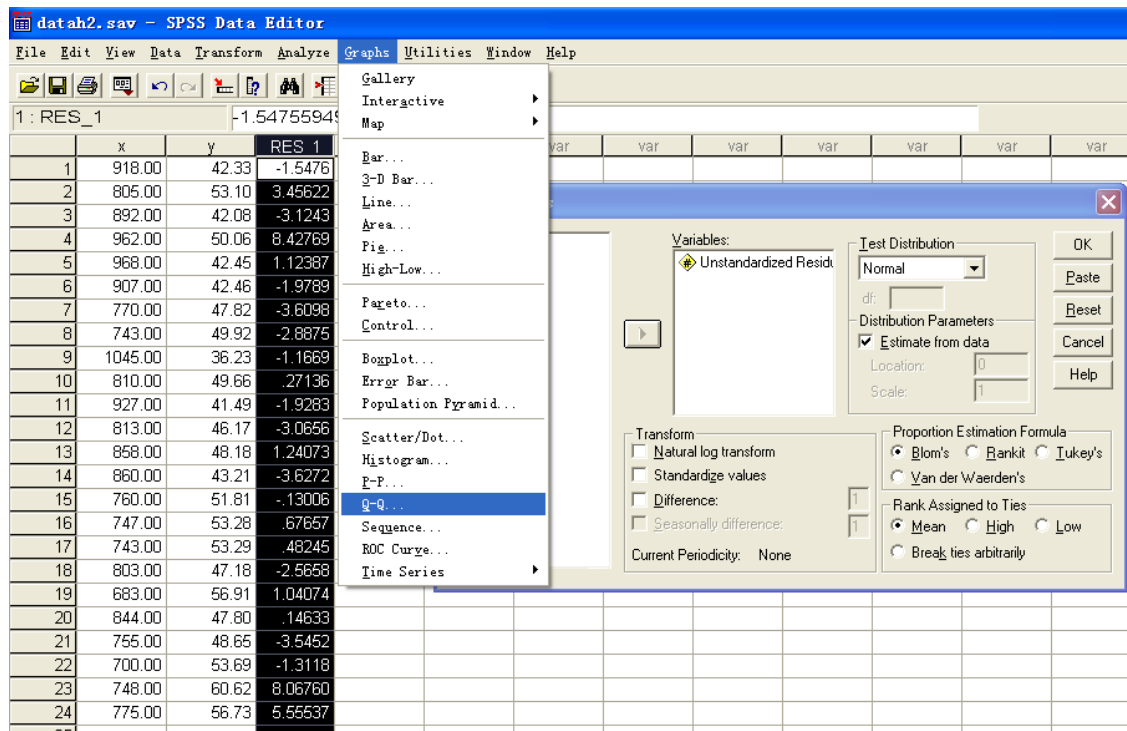 datah2.sav - SPSS Data Editor
File Edit View Data Transform Analyze Graphs Utilities Window Help
1 : RES_1 -1.5475594
x y RES_1 var var var var var var var
1 918.00 42.33 -1.5476
2 805.00 53.10 3.45622
3 892.00 42.08 -3.1243
4 962.00 50.06 8.42769
5 968.00 42.45 1.12387
6 907.00 42.46 -1.9789
7 770.00 47.82 -3.6098
8 743.00 49.92 -2.8875
9 1045.00 36.23 -1.1669
10 810.00 49.66 .27136
11 927.00 41.49 -1.9283
12 813.00 46.17 -3.0656
13 858.00 48.18 1.24073
14 860.00 43.21 -3.6272
15 760.00 51.81 -.13006
16 747.00 53.28 .67657
17 743.00 53.29 .48245
18 803.00 47.18 -2.5658
19 683.00 56.91 1.04074
20 844.00 47.80 .14633
21 755.00 48.65 -3.5452
22 700.00 53.69 -1.3118
23 748.00 60.62 8.06760
24 775.00 56.73 5.55537
Gallery
Interactive
Map
Bar...
3-D Bar...
Line...
Area...
Pie...
High-Low...
Pareto...
Control...
Boxplot...
Error Bar...
Population Pyramid...
Scatter/Dot...
Histogram...
P-P...
Q-Q...
Sequence...
ROC Curve...
Time Series
Variables:
Unstandardized Residu
Test Distribution
Normal
df:
Distribution Parameters
Estimate from data
Location: 0
Scale: 1
OK
Paste
Reset
Cancel
Help
Transform
Natural log transform
Standardize values
Difference: 1
Seasonally difference: 1
Current Periodicity: None
Proportion Estimation Formula
Blom's Rankit Tukey's
Van der Waerden's
Rank Assigned to Ties
Mean High Low
Break ties arbitrarily